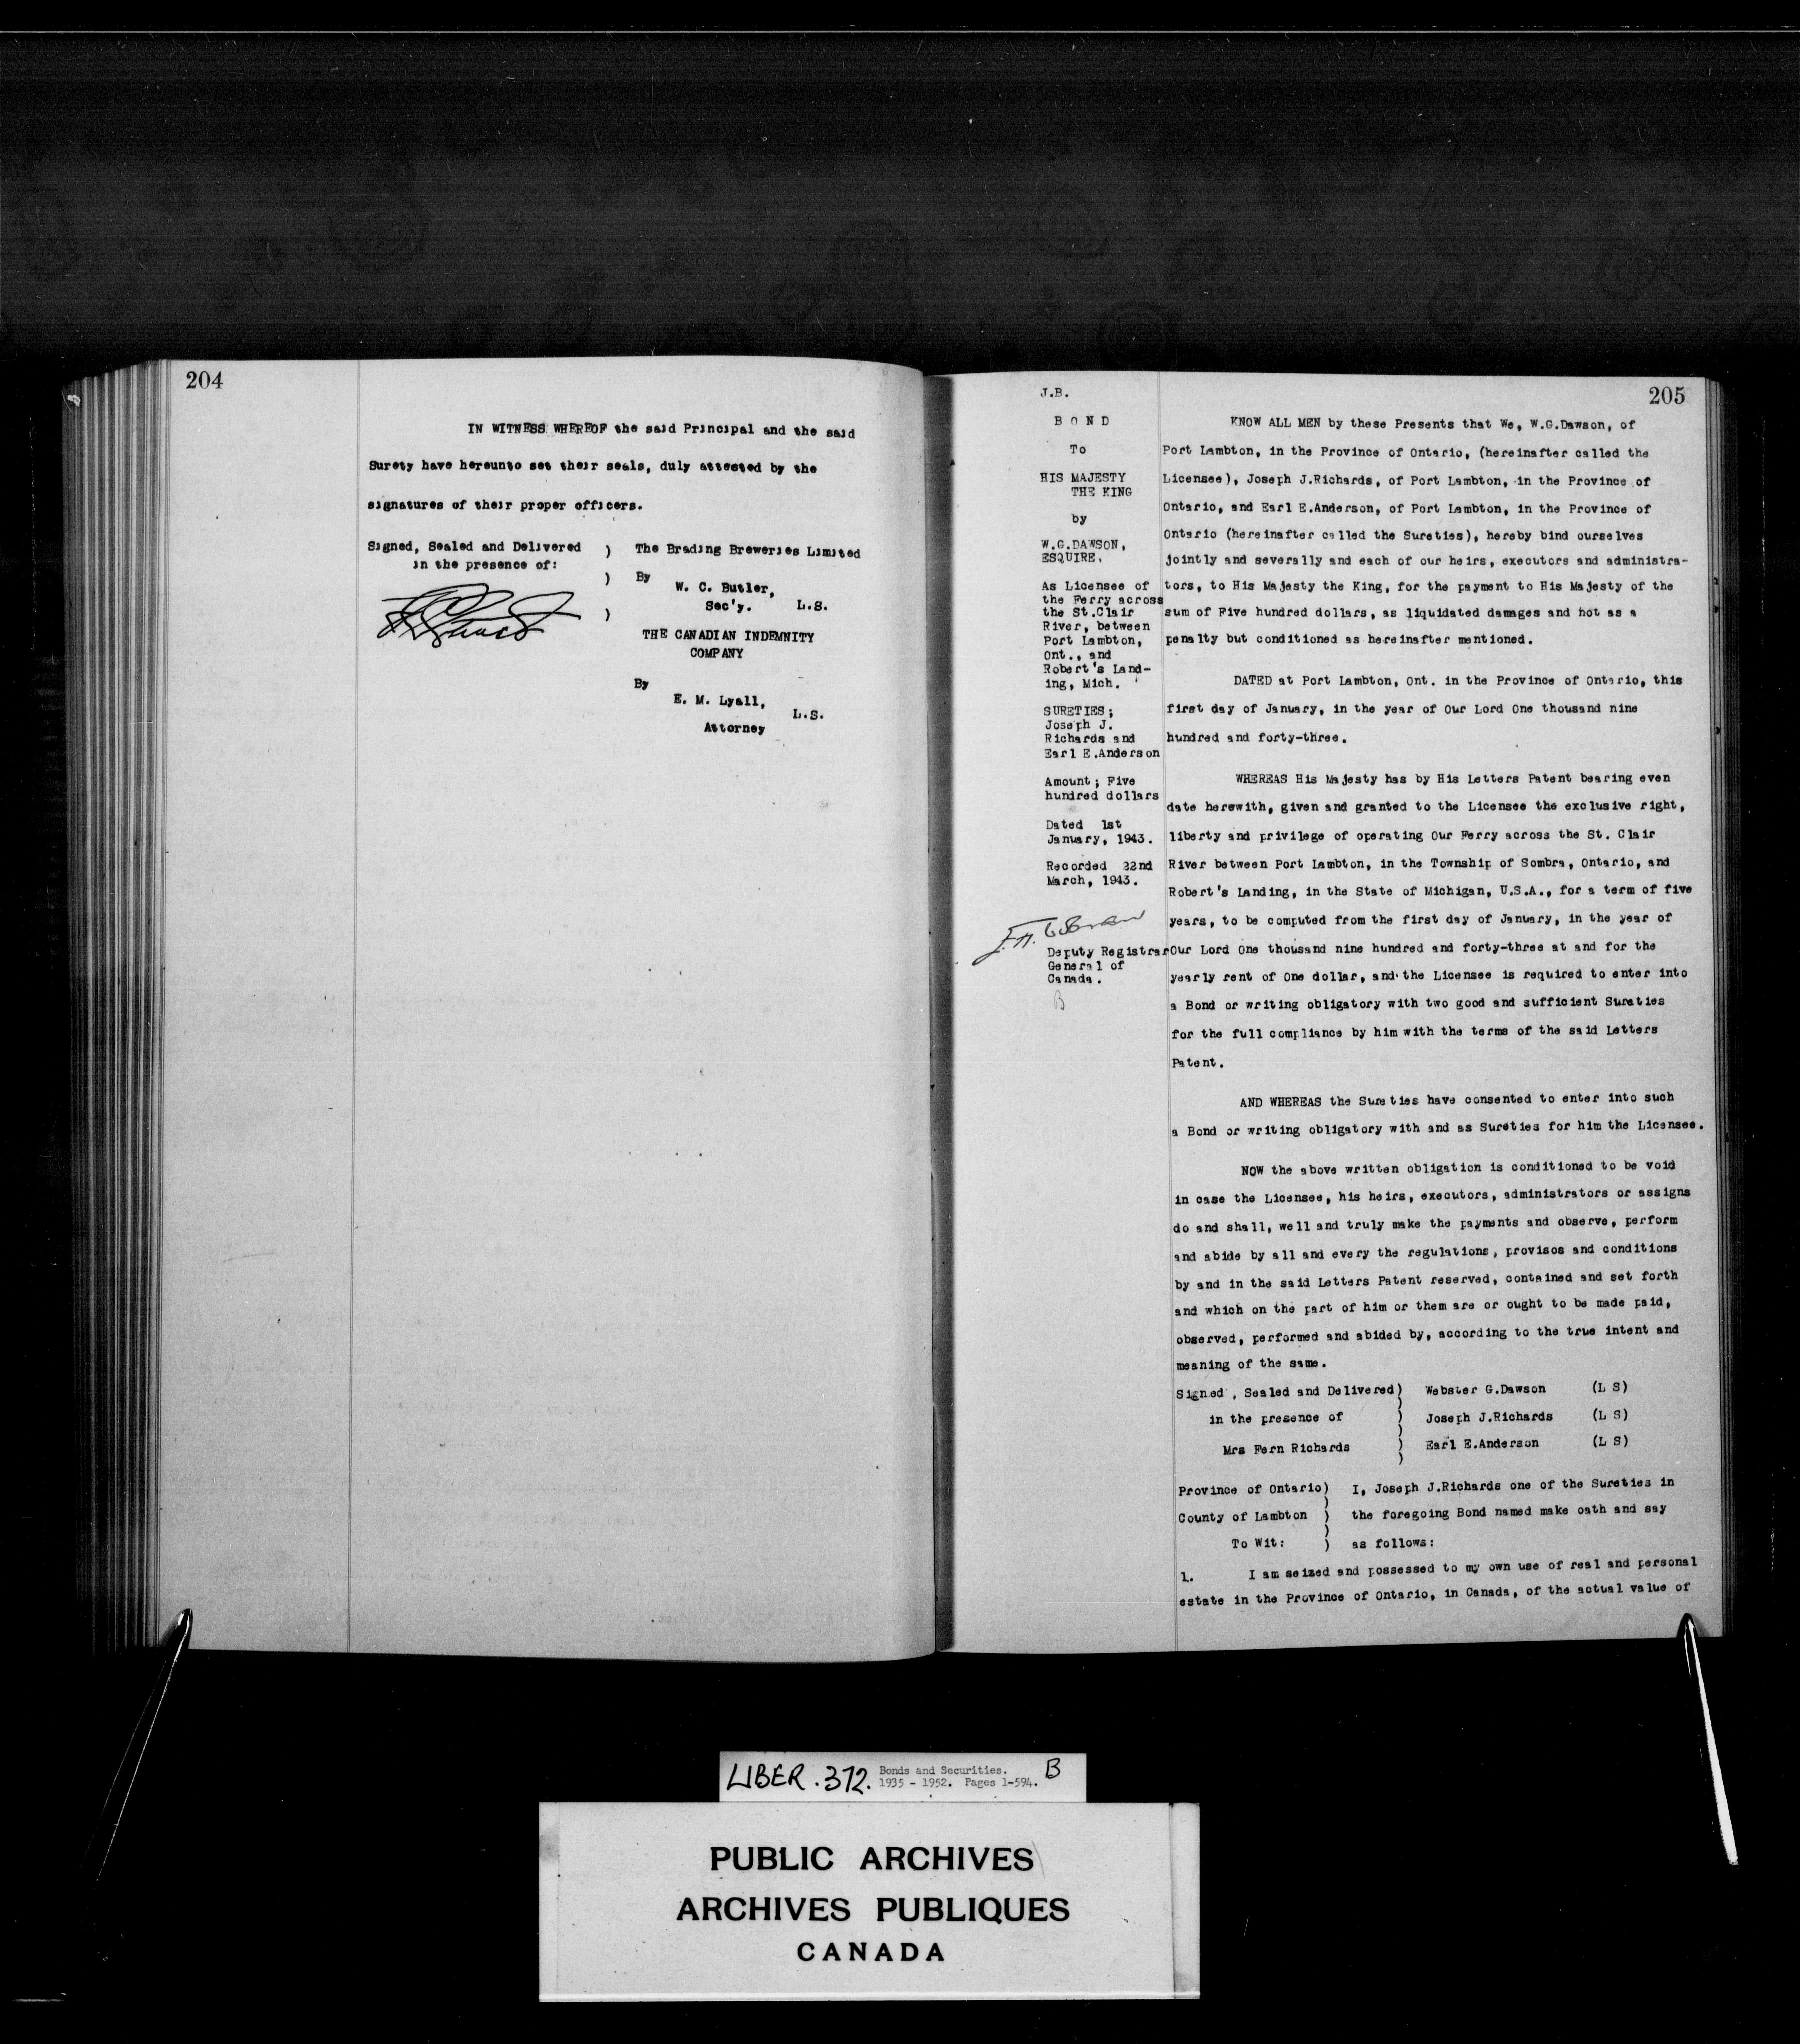 204
IN WITNESS WHEREOF the said Principal and the said
Surety have hereunto set their seals, duly attested by the
signatures of their proper officers.
Signed, Sealed and Delivered ) The Brading Breweries Limited
in the presence of:
) By
W. C. Butler,
Sec'y. L.S.
)
THE CANADIAN INDEMNITY
COMPANY
By
E. M. Lyall,
L.S.
Attorney
205
J.B.
B O N D
To
HIS MAJESTY
THE KING
by
W.G.DAWSON,
ESQUIRE,
As Licensee of
the Ferry across
the St.Clair
River, between
Port Lambton,
Ont., and
Robert's Land-
ing, Mich.
SURETIES;
Joseph J.
Richards and
Earl E.Anderson
Amount; Five
hundred dollars
Dated 1st
January, 1943.
Recorded 22nd
March, 1943.
Deputy Registrar
General of
Canada.
B
KNOW ALL MEN by these Presents that We, W.G.Dawson, of
Port Lambton, in the Province of Ontario, (hereinafter called the
Licensee), Joseph J.Richards, of Port Lambton, in the Province of
Ontario, and Earl E.Anderson, of Port Lambton, in the Province of
Ontario (hereinafter called the Sureties), hereby bind ourselves
jointly and severally and each of our heirs, executors and administra-
tors, to His Majesty the King, for the payment to His Majesty of the
sum of Five hundred dollars, as liquidated damages and not as a
penalty but conditioned as hereinafter mentioned.
DATED at Port Lambton, Ont. in the Province of Ontario, this
first day of January, in the year of Our Lord One thousand nine
hundred and forty-three.
WHEREAS His Majesty has by His Letters Patent bearing even
date herewith, given and granted to the Licensee the exclusive right,
liberty and privilege of operating Our Ferry across the St. Clair
River between Port Lambton, in the Township of Sombra, Ontario, and
Robert's Landing, in the State of Michigan, U.S.A., for a term of five
years, to be computed from the first day of January, in the year of
Our Lord One thousand nine hundred and forty-three at and for the
yearly rent of One dollar, and the Licensee is required to enter into
a Bond or writing obligatory with two good and sufficient Sureties
for the full compliance by him with the terms of the said Letters
Patent.
AND WHEREAS the Sureties have consented to enter into such
a Bond or writing obligatory with and as Sureties for him the Licensee.
NOW the above written obligation is conditioned to be void
in case the Licensee, his heirs, executors, administrators or assigns
do and shall, well and truly make the payments and observe, perform
and abide by all and every the regulations, provisos and conditions
by and in the said Letters Patent reserved, contained and set forth
and which on the part of him or them are or ought to be made paid,
observed, performed and abided by, according to the true intent and
meaning of the same.
Signed, Sealed and Delivered) Webster G.Dawson (L S)
in the presence of ) Joseph J.Richards (L S)
Mrs Fern Richards ) Earl E.Anderson (L S)
Province of Ontario) I, Joseph J.Richards one of the Sureties in
County of Lambton ) the foregoing Bond named make oath and say
To Wit: ) as follows:
1. I am seized and possessed to my own use of real and personal
estate in the Province of Ontario, in Canada, of the actual value of
LIBER.372. Bonds and Securities. B
1935 - 1952. Pages 1-594.
PUBLIC ARCHIVES
ARCHIVES PUBLIQUES
CANADA